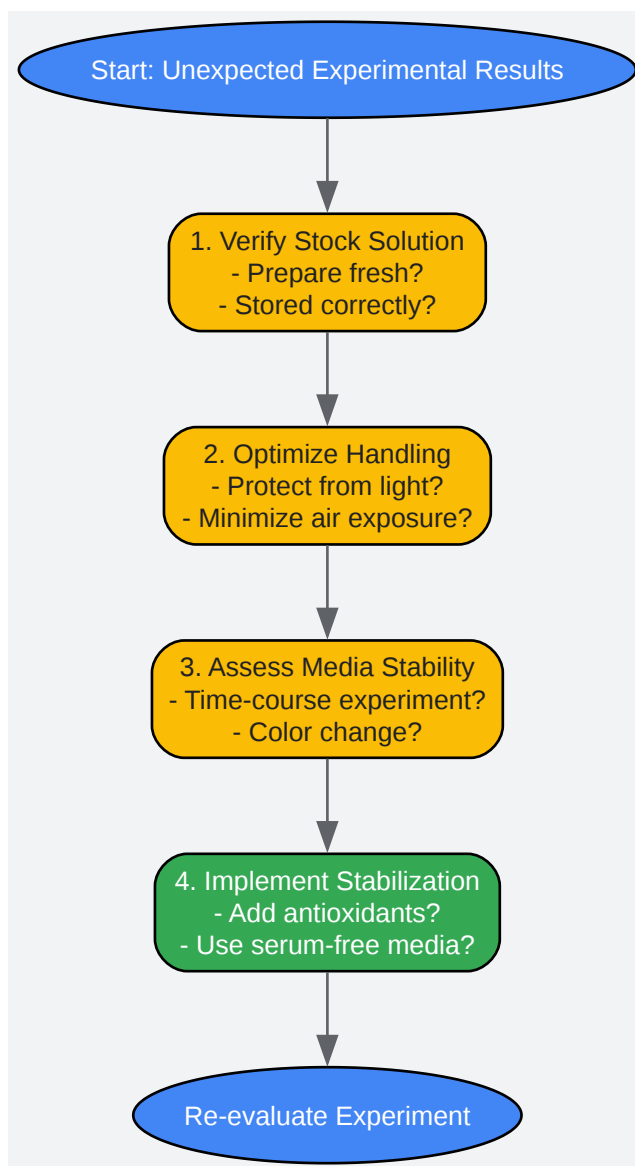 Start: Unexpected Experimental Results
1. Verify Stock Solution
- Prepare fresh?
- Stored correctly?
2. Optimize Handling
- Protect from light?
- Minimize air exposure?
3. Assess Media Stability
- Time-course experiment?
- Color change?
4. Implement Stabilization
- Add antioxidants?
- Use serum-free media?
Re-evaluate Experiment